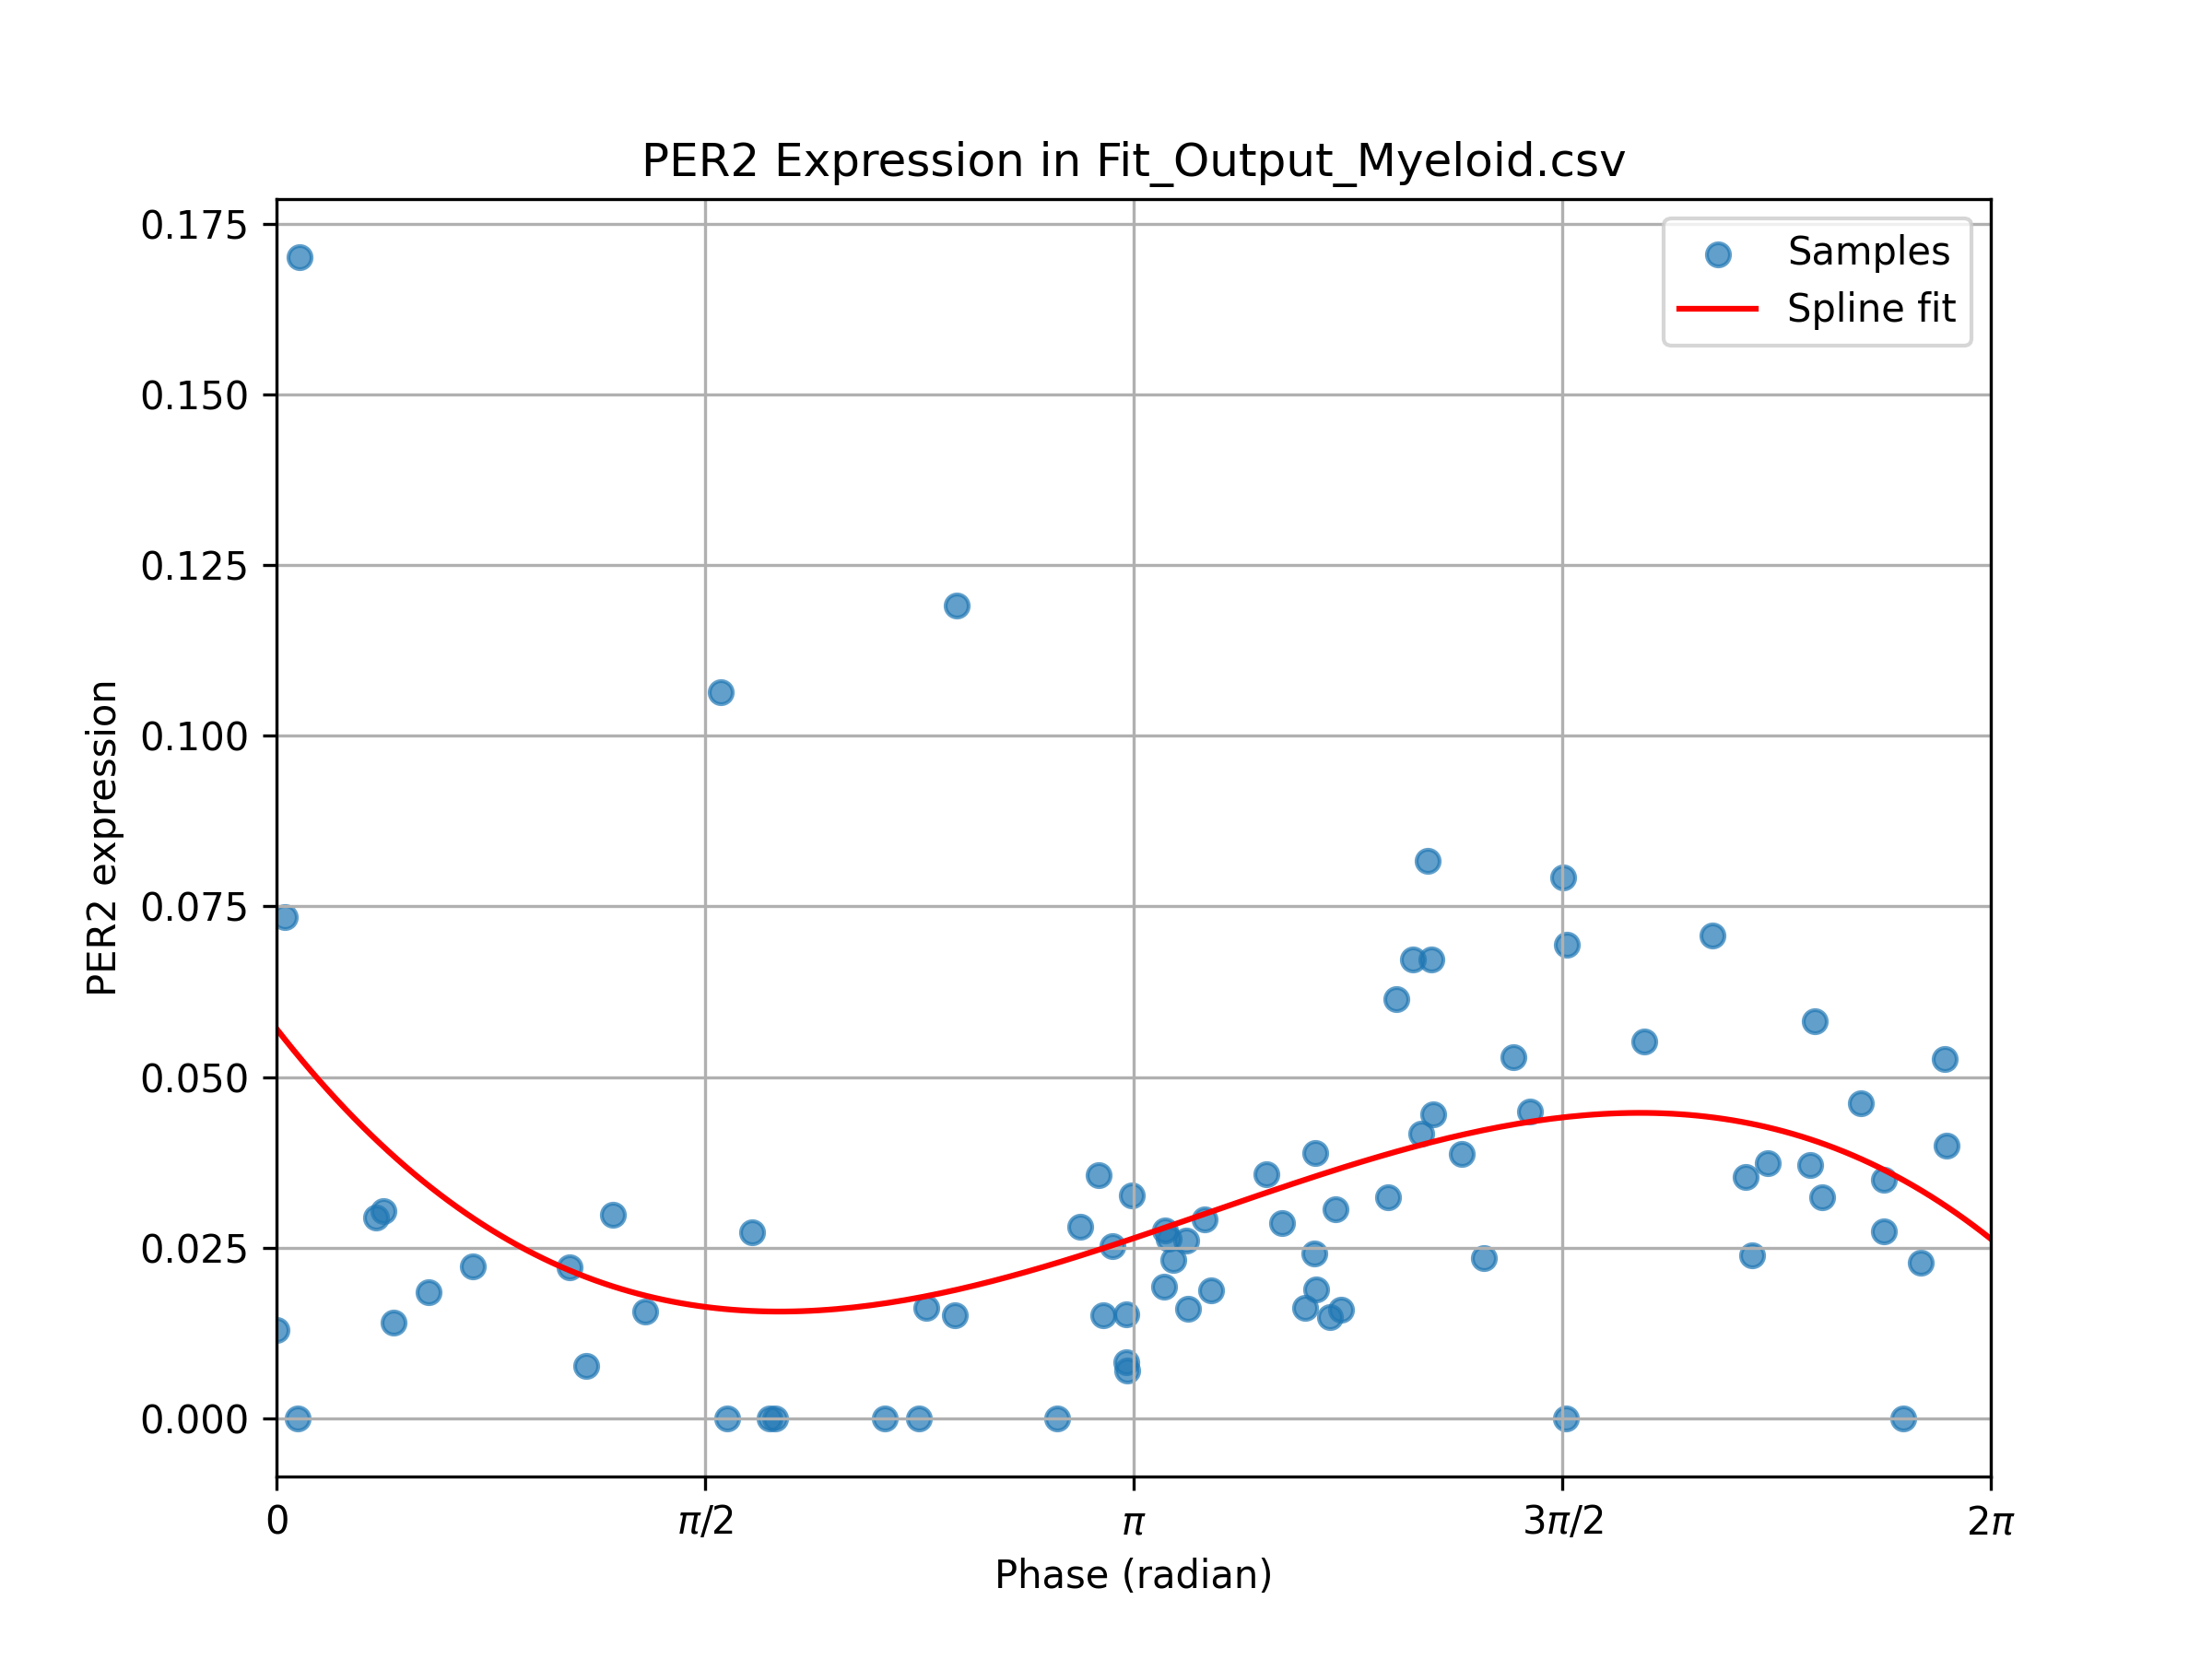 PER2 Expression in Fit_Output_Myeloid.csv
Samples
Spline fit
PER2 expression
0.175
0.150
0.125
0.100
0.075
0.050
0.025
0.000
0
π/2
π
3π/2
2π
Phase (radian)